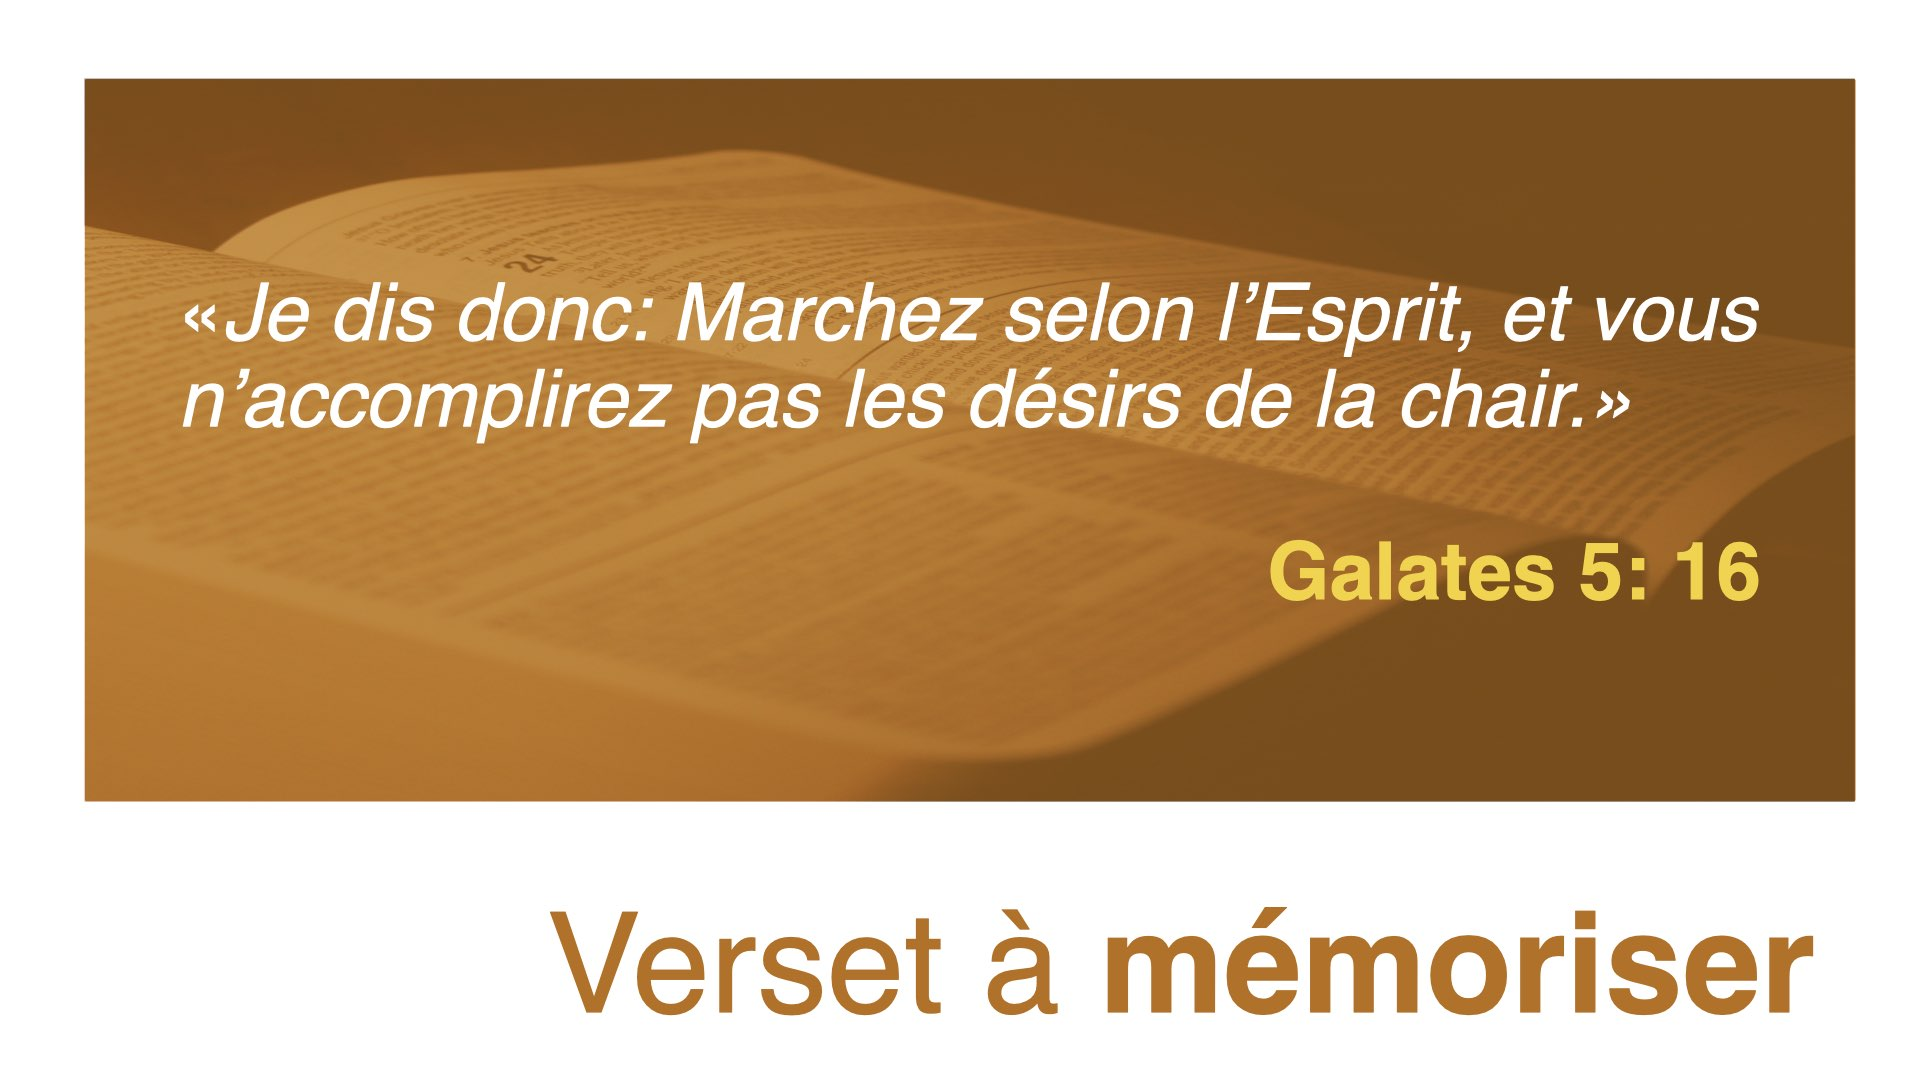 «Je dis donc: Marchez selon l’Esprit, et vous
n’accomplirez pas les désirs de la chair.»
Galates 5: 16
Verset à mémoriser
24